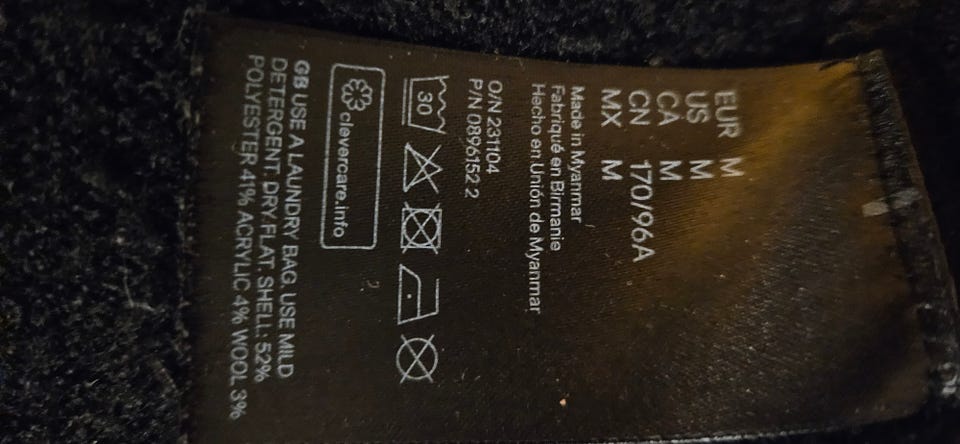 EUR M
US M
CA M
CN 170/96A
MX M
Made in Myanmar
Fabriqué en Birmanie
Hecho en Unión de Myanmar
O/N 231104
P/N 0896152 2
30
clevercare.info
GB USE A LAUNDRY BAG. USE MILD
DETERGENT. DRY FLAT. SHELL: 52%
POLYESTER 41% ACRYLIC 4% WOOL 3%